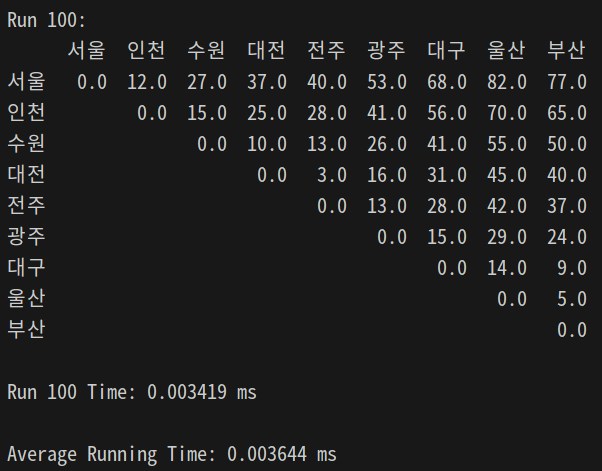 Run 100:
서울 인천 수원 대전 전주 광주 대구 울산 부산
서울 0.0 12.0 27.0 37.0 40.0 53.0 68.0 82.0 77.0
인천 0.0 15.0 25.0 28.0 41.0 56.0 70.0 65.0
수원 0.0 10.0 13.0 26.0 41.0 55.0 50.0
대전 0.0 3.0 16.0 31.0 45.0 40.0
전주 0.0 13.0 28.0 42.0 37.0
광주 0.0 15.0 29.0 24.0
대구 0.0 14.0 9.0
울산 0.0 5.0
부산 0.0
Run 100 Time: 0.003419 ms
Average Running Time: 0.003644 ms